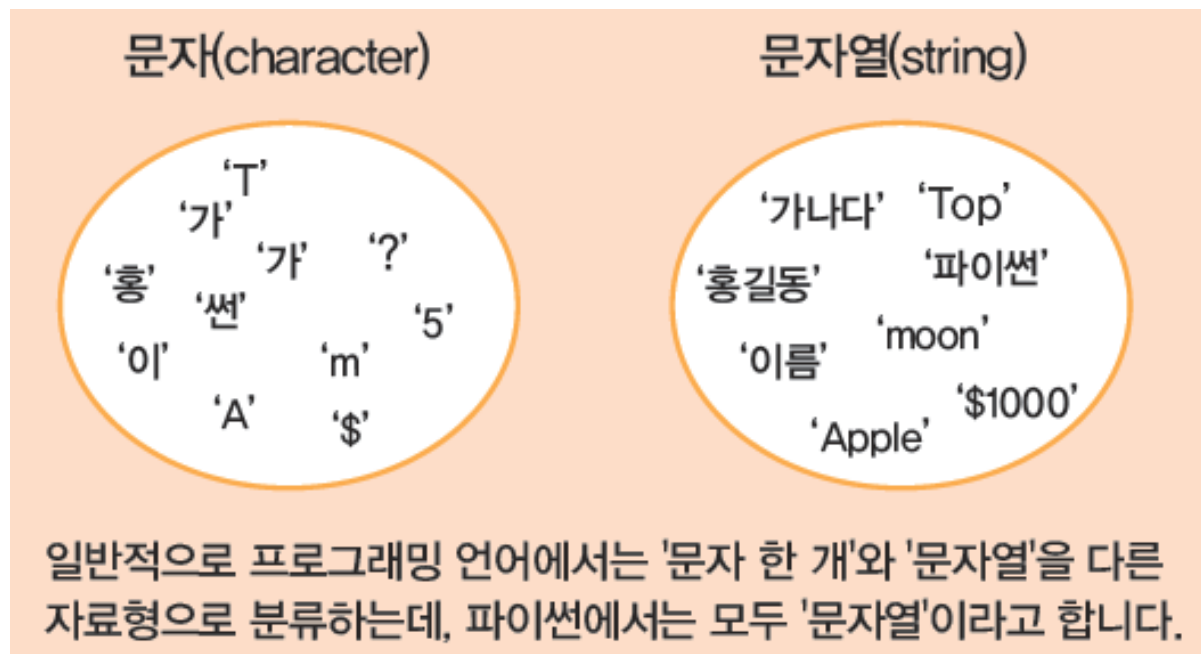 문자(character)
문자열(string)
‘T’
‘가’
‘갸’
‘?’
‘홍’
‘썬’
‘5’
‘이’
‘m’
‘A’
‘$’
‘가나다’ ‘Top’
‘파이썬’
‘홍길동’
‘moon’
‘이름’
‘$1000’
‘Apple’
일반적으로 프로그래밍 언어에서는 '문자 한 개'와 '문자열'을 다른
자료형으로 분류하는데, 파이썬에서는 모두 '문자열'이라고 합니다.